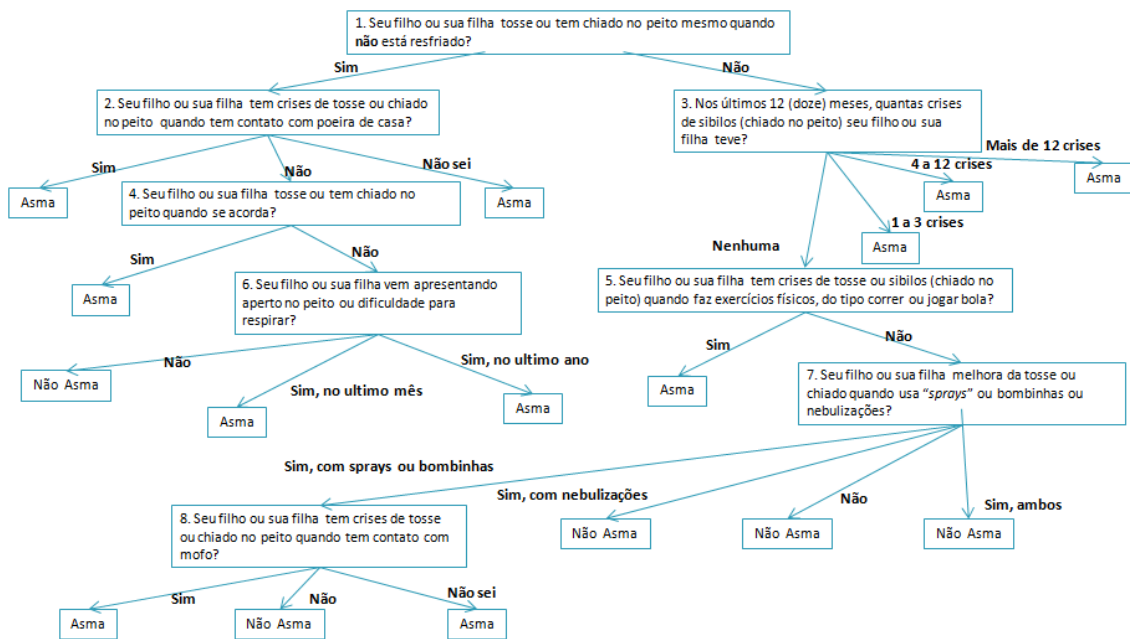 1. Seu filho ou sua filha tosse ou tem chiado no peito mesmo quando
não está resfriado?
Sim
Não
2. Seu filho ou sua filha tem crises de tosse ou chiado
no peito quando tem contato com poeira de casa?
3. Nos últimos 12 (doze) meses, quantas crises
de sibilos (chiado no peito) seu filho ou sua
filha teve?
Sim
Não
Não sei
Mais de 12 crises
4 a 12 crises
1 a 3 crises
Nenhuma
Asma
4. Seu filho ou sua filha tosse ou tem chiado no
peito quando se acorda?
Asma
Asma
Asma
Asma
Sim
Não
Asma
6. Seu filho ou sua filha vem apresentando
aperto no peito ou dificuldade para
respirar?
5. Seu filho ou sua filha tem crises de tosse ou sibilos (chiado no
peito) quando faz exercícios físicos, do tipo correr ou jogar bola?
Não
Sim, no ultimo mês
Sim, no ultimo ano
Sim
Não
Não Asma
Asma
Asma
Asma
7. Seu filho ou sua filha melhora da tosse ou
chiado quando usa “sprays” ou bombinhas ou
nebulizações?
Sim, com sprays ou bombinhas
Sim, com nebulizações
Não
Sim, ambos
8. Seu filho ou sua filha tem crises de tosse
ou chiado no peito quando tem contato com
mofo?
Não Asma
Não Asma
Não Asma
Sim
Não
Não sei
Asma
Não Asma
Asma